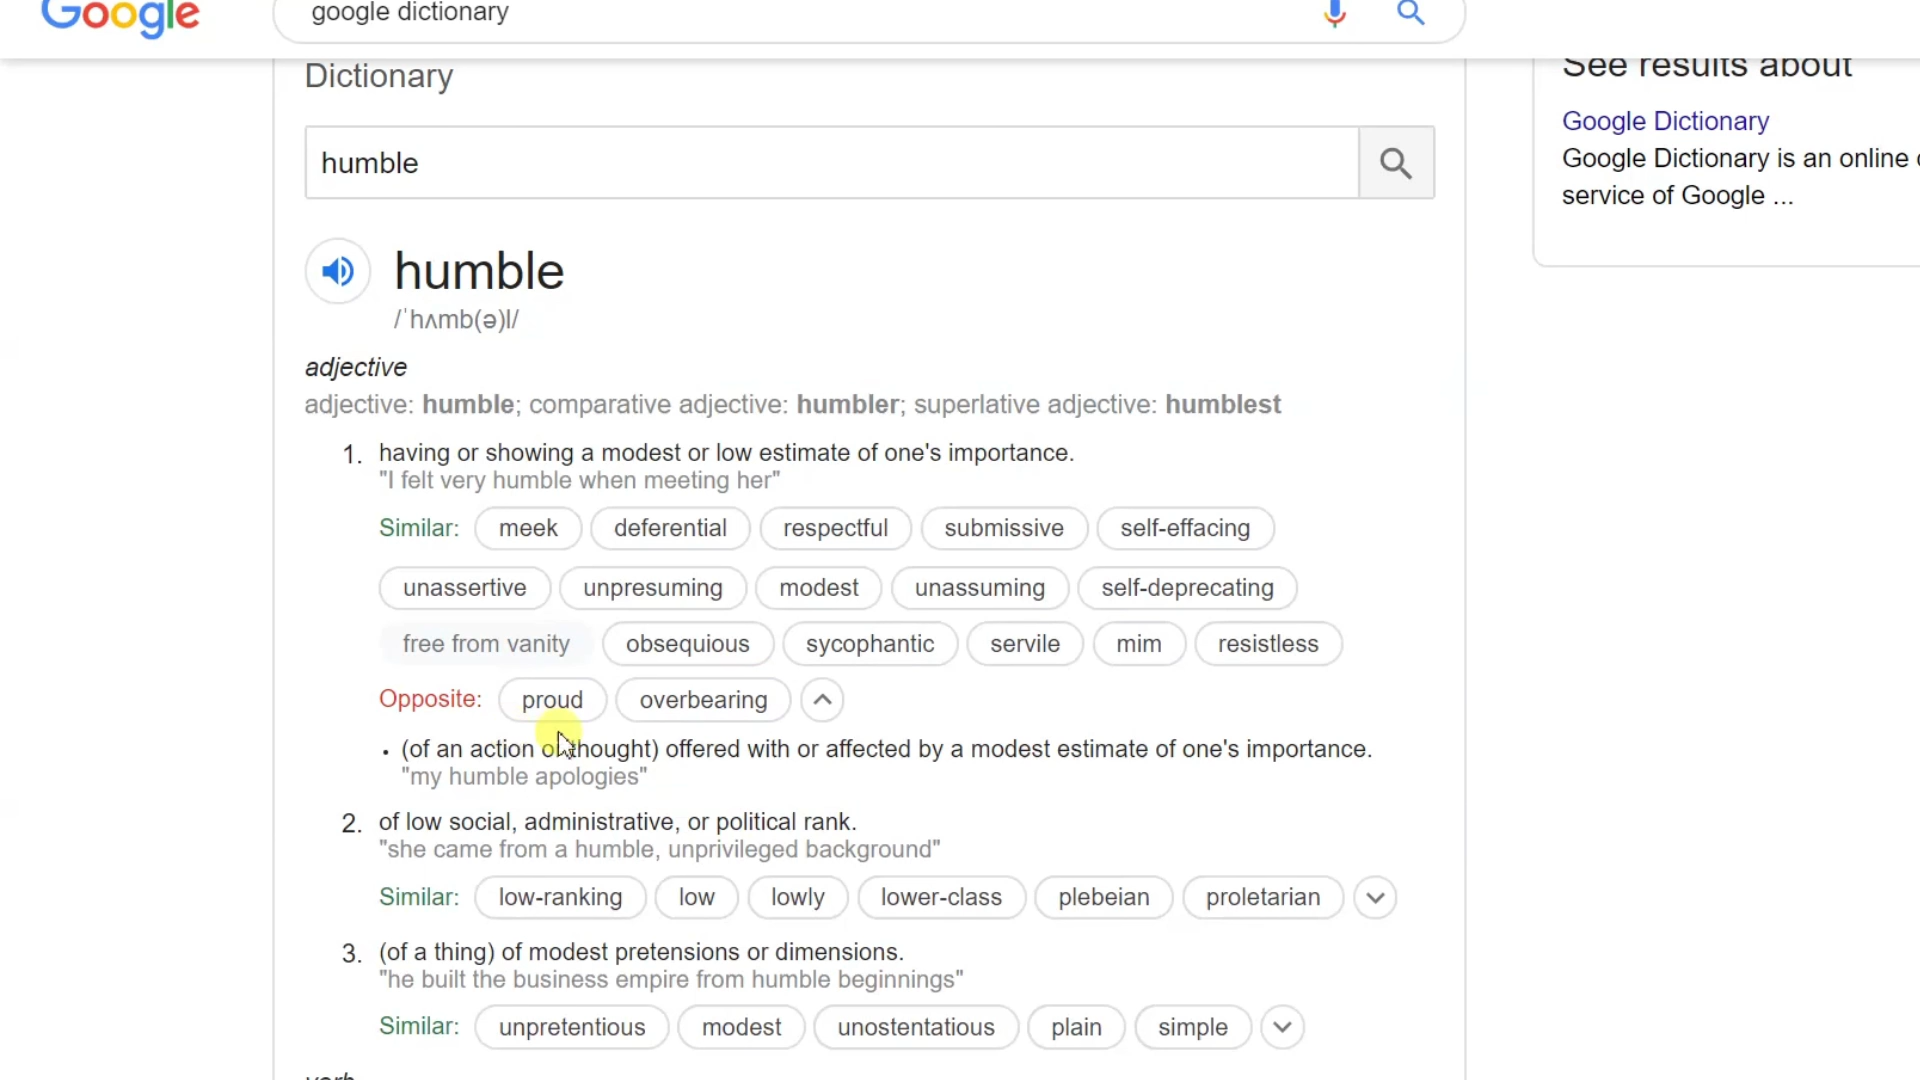 Google
google dictionary
Dictionary
See results about
humble
Google Dictionary
Google Dictionary is an online
service of Google ...
humble
/ˈhʌmb(ə)l/
adjective
adjective: humble; comparative adjective: humbler; superlative adjective: humblest
1. having or showing a modest or low estimate of one's importance.
"I felt very humble when meeting her"
Similar: meek deferential respectful submissive self-effacing
unassertive unpresuming modest unassuming self-deprecating
free from vanity obsequious sycophantic servile mim resistless
Opposite: proud overbearing
• (of an action or thought) offered with or affected by a modest estimate of one's importance.
"my humble apologies"
2. of low social, administrative, or political rank.
"she came from a humble, unprivileged background"
Similar: low-ranking low lowly lower-class plebeian proletarian
3. (of a thing) of modest pretensions or dimensions.
"he built the business empire from humble beginnings"
Similar: unpretentious modest unostentatious plain simple
verb